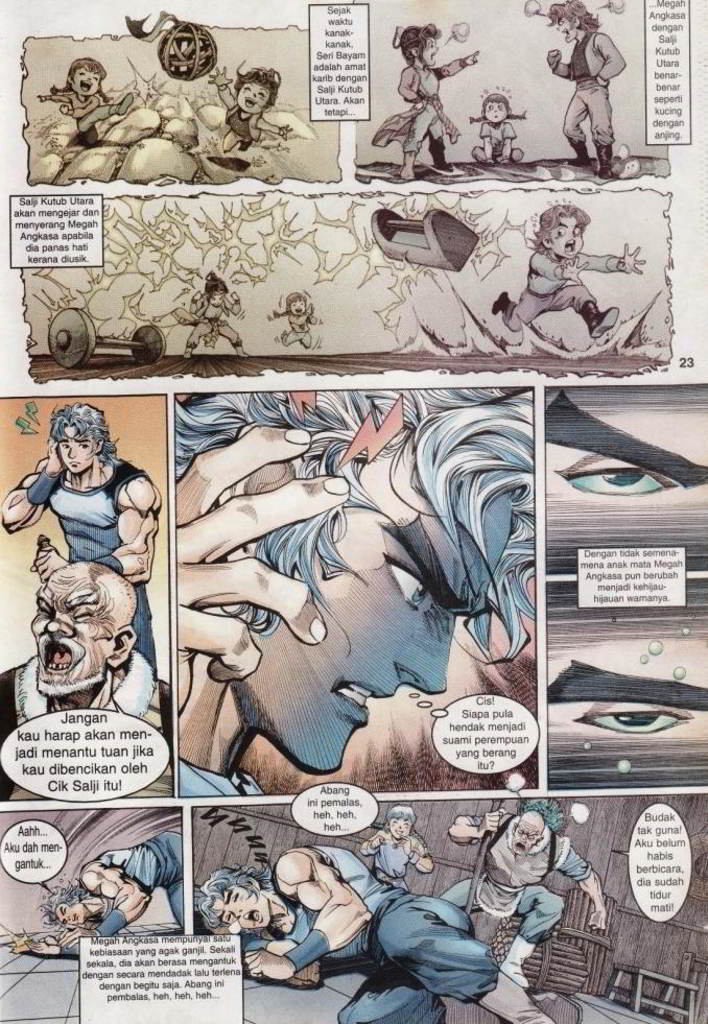 Sejak
waktu
kanak-
kanak,
Seri Bayam
adalah amat
karib dengan
Salji Kutub
Utara. Akan
tetapi...
...Megah
Angkasa
dengan
Salji
Kutub
Utara
benar-
benar
seperti
kucing
dengan
anjing.
Salji Kutub Utara
akan mengejar dan
menyerang Megah
Angkasa apabila
dia panas hati
kerana diusik.
23
Jangan
kau harap akan men-
jadi menantu tuan jika
kau dibencikan oleh
Cik Salji itu!
Cis!
Siapa pula
hendak menjadi
suami perempuan
yang berang
itu?
Dengan tidak semena-
mena anak mata Megah
Angkasa pun berubah
menjadi kehijau-
hijauan warnanya.
Aahh...
Aku dah men-
gantuk...
Megah Angkasa mempunyai satu
kebiasaan yang agak ganjil. Sekali
sekala, dia akan berasa mengantuk
dengan secara mendadak lalu terlena
dengan begitu saja. Abang ini
pembalas, heh, heh, heh...
Abang
ini pemalas,
heh, heh,
heh...
Budak
tak guna!
Aku belum
habis
berbicara,
dia sudah
tidur
mati!